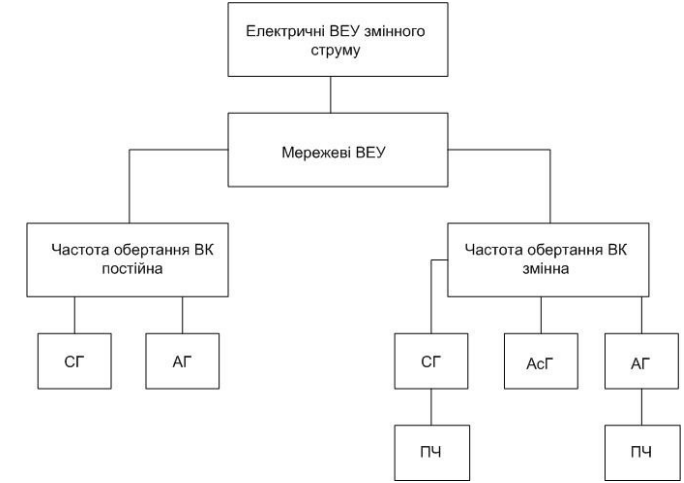 Електричні ВЕУ змінного
струму
Мережеві ВЕУ
Частота обертання ВК
постійна
Частота обертання ВК
змінна
СГ
АГ
СГ
АсГ
АГ
ПЧ
ПЧ